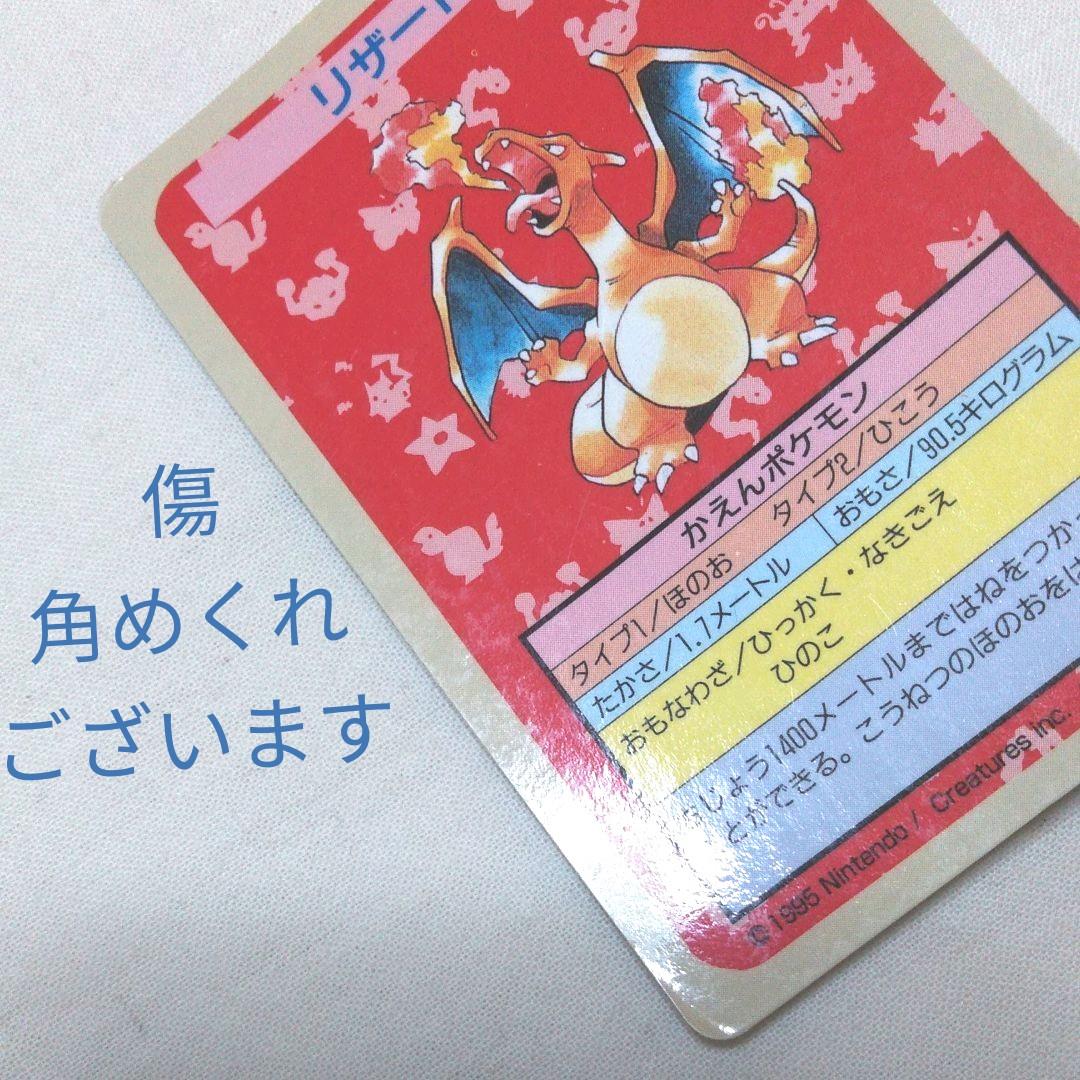 リザード
傷
角めくれ
ございます
かえんポケモン
タイプ1/ほのお タイプ2/ひこう
たかさ/1.7メートル おもさ/90.5キログラム
おもなわざ/ひっかく・なきごえ
ひのこ
ちじょう1400メートルまではねをつか
とができる。こうねつのほのおをは
©1995 Nintendo / Creatures inc.